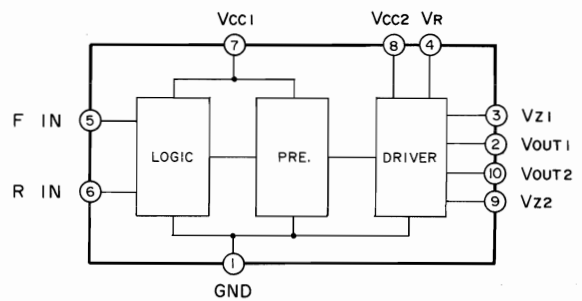 VCC1 VCC2 VR
7 8 4
F IN 5
3 VZ1
LOGIC PRE. DRIVER
2 VOUT1
10 VOUT2
R IN 6
9 VZ2
1
GND